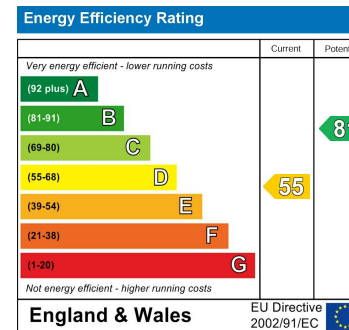 Energy Efficiency Rating
Current
Very energy efficient - lower running costs
(92 plus) A
(81-91) B
(69-80) C
(55-68) D
(39-54) E
(21-38) F
(1-20) G
55
Not energy efficient - higher running costs
England & Wales
EU Directive
2002/91/EC